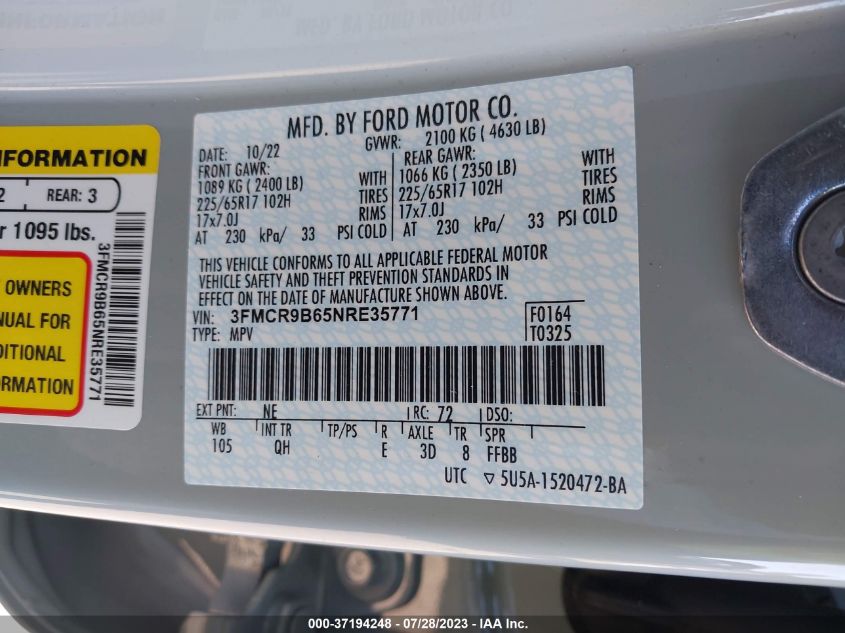 MFD. BY FORD MOTOR CO.
DATE: 10/22 GVWR: 2100 KG ( 4630 LB)
FRONT GAWR: REAR GAWR:
1089 KG ( 2400 LB) WITH 1066 KG ( 2350 LB) WITH
225/65R17 102H TIRES 225/65R17 102H TIRES
17x7.0J RIMS 17x7.0J RIMS
AT 230 kPa/ 33 PSI COLD AT 230 kPa/ 33 PSI COLD
THIS VEHICLE CONFORMS TO ALL APPLICABLE FEDERAL MOTOR
VEHICLE SAFETY AND THEFT PREVENTION STANDARDS IN
EFFECT ON THE DATE OF MANUFACTURE SHOWN ABOVE.
VIN: 3FMCR9B65NRE35771 F0164
TYPE: MPV T0325
EXT PNT: NE RC: 72 DSO:
WB INT TR TP/PS R AXLE TR SPR
105 QH E 3D 8 FFBB
UTC 5U5A-1520472-BA
INFORMATION
2 REAR: 3
r 1095 lbs.
OWNERS
MANUAL FOR
DITIONAL
INFORMATION
3FMCR9B65NRE35771
000-37194248 - 07/28/2023 - IAA Inc.